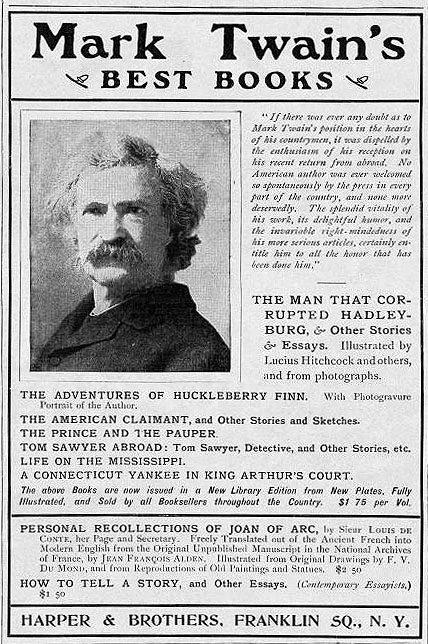 Mark Twain's
BEST BOOKS
"If there was ever any doubt as to
Mark Twain's position in the hearts
of his countrymen, it was dispelled by
the enthusiasm of his reception on
his recent return from abroad. No
American author was ever welcomed
so spontaneously by the press in every
part of the country, and none more
deservedly. The splendid vitality of
his work, its delightful humor, and
the invariable right-mindedness of
his more serious articles, certainly en-
title him to all the honor that has
been done him."
THE MAN THAT COR-
RUPTED HADLEY-
BURG, & Other Stories
& Essays. Illustrated by
Lucius Hitchcock and others,
and from photographs.
THE ADVENTURES OF HUCKLEBERRY FINN. With Photogravure
Portrait of the Author.
THE AMERICAN CLAIMANT, and Other Stories and Sketches.
THE PRINCE AND THE PAUPER.
TOM SAWYER ABROAD: Tom Sawyer, Detective, and Other Stories, etc.
LIFE ON THE MISSISSIPPI.
A CONNECTICUT YANKEE IN KING ARTHUR'S COURT.
The above Books are now issued in a New Library Edition from New Plates, Fully
Illustrated, and Sold by all Booksellers throughout the Country. $1 75 per Vol.
PERSONAL RECOLLECTIONS OF JOAN OF ARC, by Sieur LOUIS DE
CONTE, her Page and Secretary. Freely Translated out of the Ancient French into
Modern English from the Original Unpublished Manuscript in the National Archives
of France, by JEAN FRANÇOIS ALDEN. Illustrated from Original Drawings by F. V.
DU MOND, and from Reproductions of Old Paintings and Statues. $2 50
HOW TO TELL A STORY, and Other Essays. (Contemporary Essayists.)
$1 50
HARPER & BROTHERS, FRANKLIN SQ., N. Y.